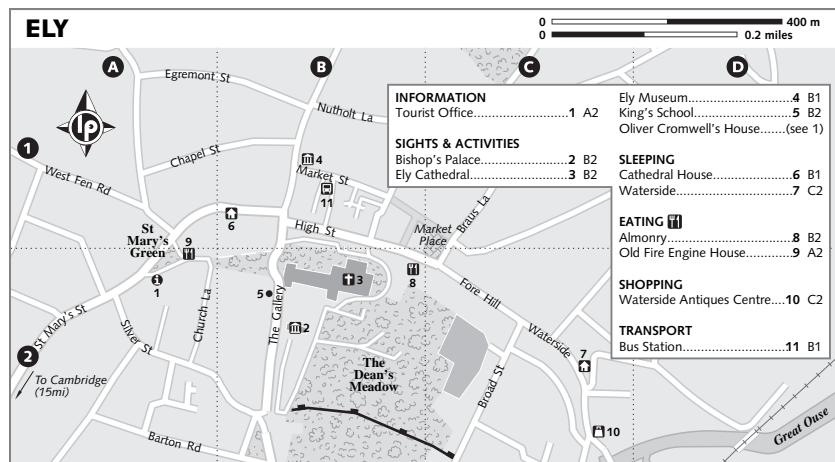 ELY
0 400 m
0 0.2 miles
A
B
C
D
1
2
lp
INFORMATION
Tourist Office..............................1 A2
SIGHTS & ACTIVITIES
Bishop's Palace...........................2 B2
Ely Cathedral..............................3 B2
Ely Museum................................4 B1
King's School..............................5 B2
Oliver Cromwell's House......(see 1)
SLEEPING
Cathedral House.........................6 B1
Waterside....................................7 C2
EATING
Almonry......................................8 B2
Old Fire Engine House...............9 A2
SHOPPING
Waterside Antiques Centre....10 C2
TRANSPORT
Bus Station...............................11 B1
Egremont St
Nutholt La
Chapel St
West Fen Rd
4
Market St
11
6
High St
Market
Place
Braus La
St
Mary's
Green
9
1
5
3
8
Fore Hill
Church La
The Gallery
2
St Mary's St
Silver St
Waterside
7
The
Dean's
Meadow
Broad St
To Cambridge
(15mi)
Barton Rd
10
Great Ouse